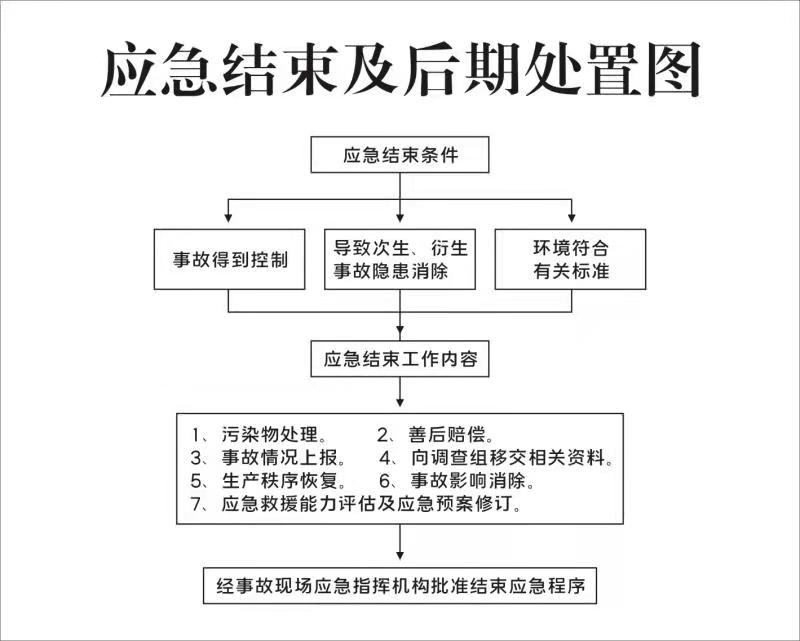 应急结束及后期处置图
应急结束条件
事故得到控制
导致次生、衍生
事故隐患消除
环境符合
有关标准
应急结束工作内容
1、污染物处理。 2、善后赔偿。
3、事故情况上报。 4、向调查组移交相关资料。
5、生产秩序恢复。 6、事故影响消除。
7、应急救援能力评估及应急预案修订。
经事故现场应急指挥机构批准结束应急程序